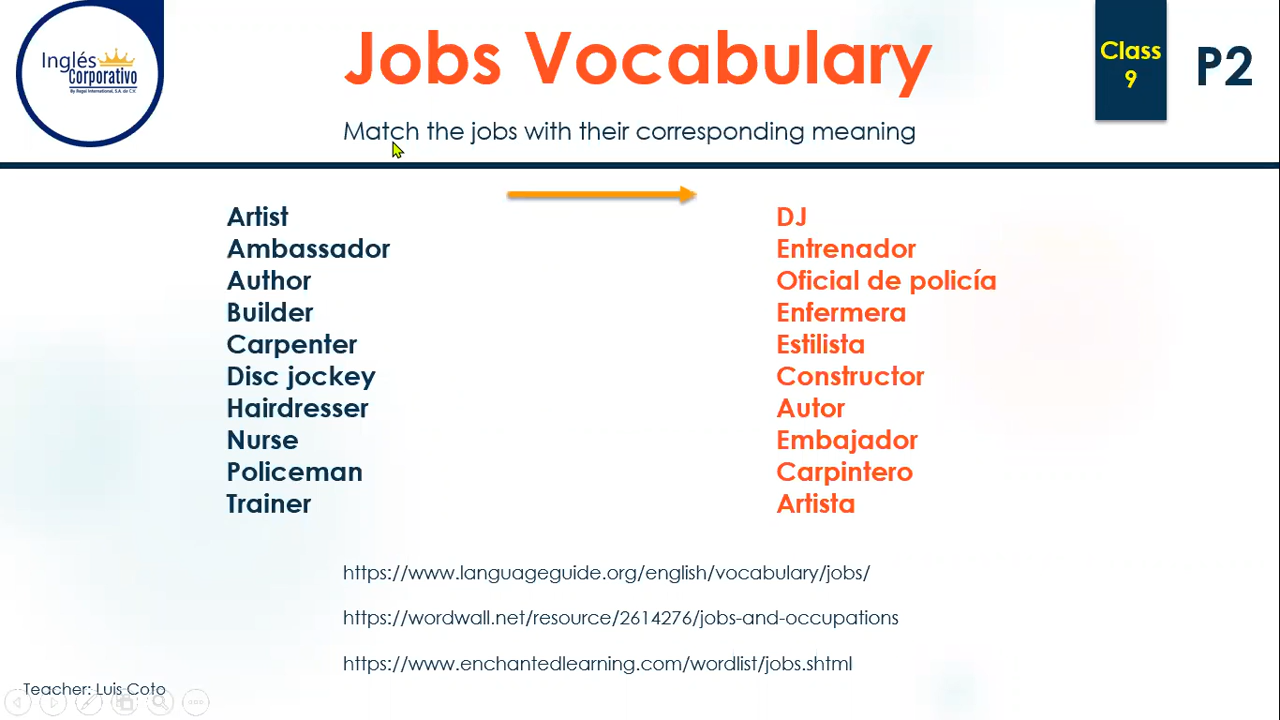 Inglés
Corporativo
By Regal International, S.A. de C.V.
Jobs Vocabulary
Class
9
P2
Match the jobs with their corresponding meaning
Artist
Ambassador
Author
Builder
Carpenter
Disc jockey
Hairdresser
Nurse
Policeman
Trainer
DJ
Entrenador
Oficial de policía
Enfermera
Estilista
Constructor
Autor
Embajador
Carpintero
Artista
https://www.languageguide.org/english/vocabulary/jobs/
https://wordwall.net/resource/2614276/jobs-and-occupations
https://www.enchantedlearning.com/wordlist/jobs.shtml
Teacher: Luis Coto